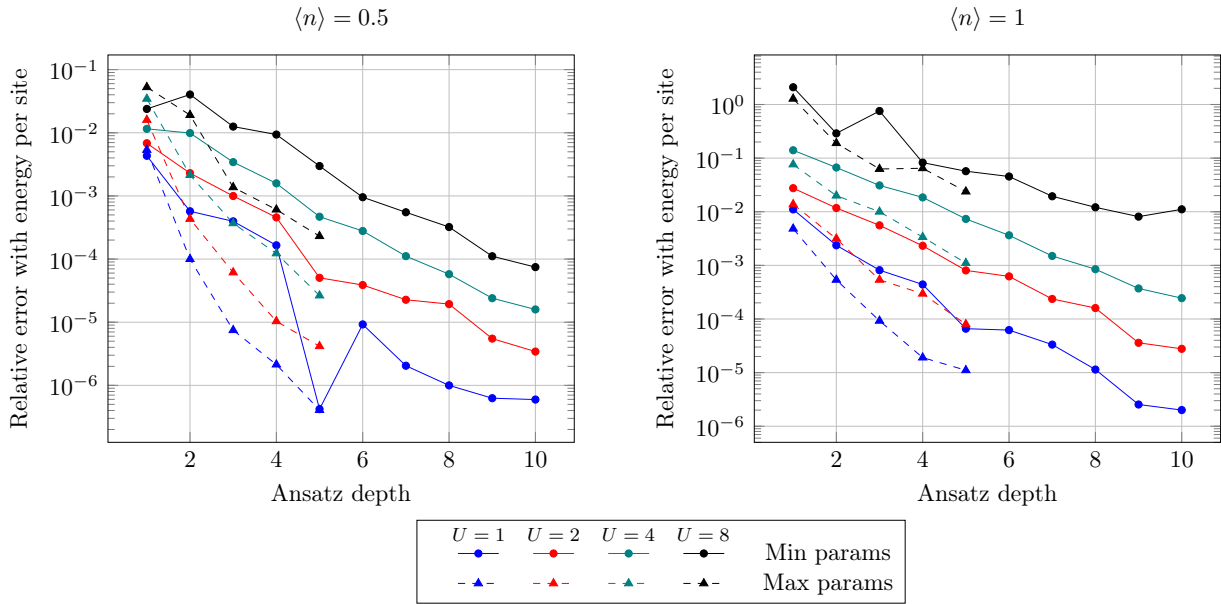 ⟨n⟩ = 0.5
Relative error with energy per site
10⁻¹
10⁻²
10⁻³
10⁻⁴
10⁻⁵
10⁻⁶
2 4 6 8 10
Ansatz depth
⟨n⟩ = 1
Relative error with energy per site
10⁰
10⁻¹
10⁻²
10⁻³
10⁻⁴
10⁻⁵
10⁻⁶
2 4 6 8 10
Ansatz depth
U = 1 U = 2 U = 4 U = 8
Min params
Max params